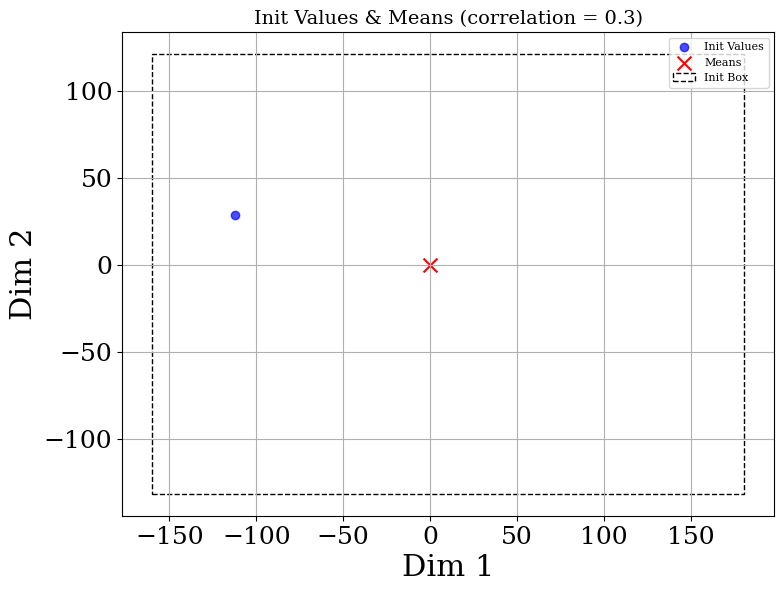 Init Values & Means (correlation = 0.3)
Init Values
Means
Init Box
100
50
0
−50
−100
Dim 2
−150
−100
−50
0
50
100
150
Dim 1